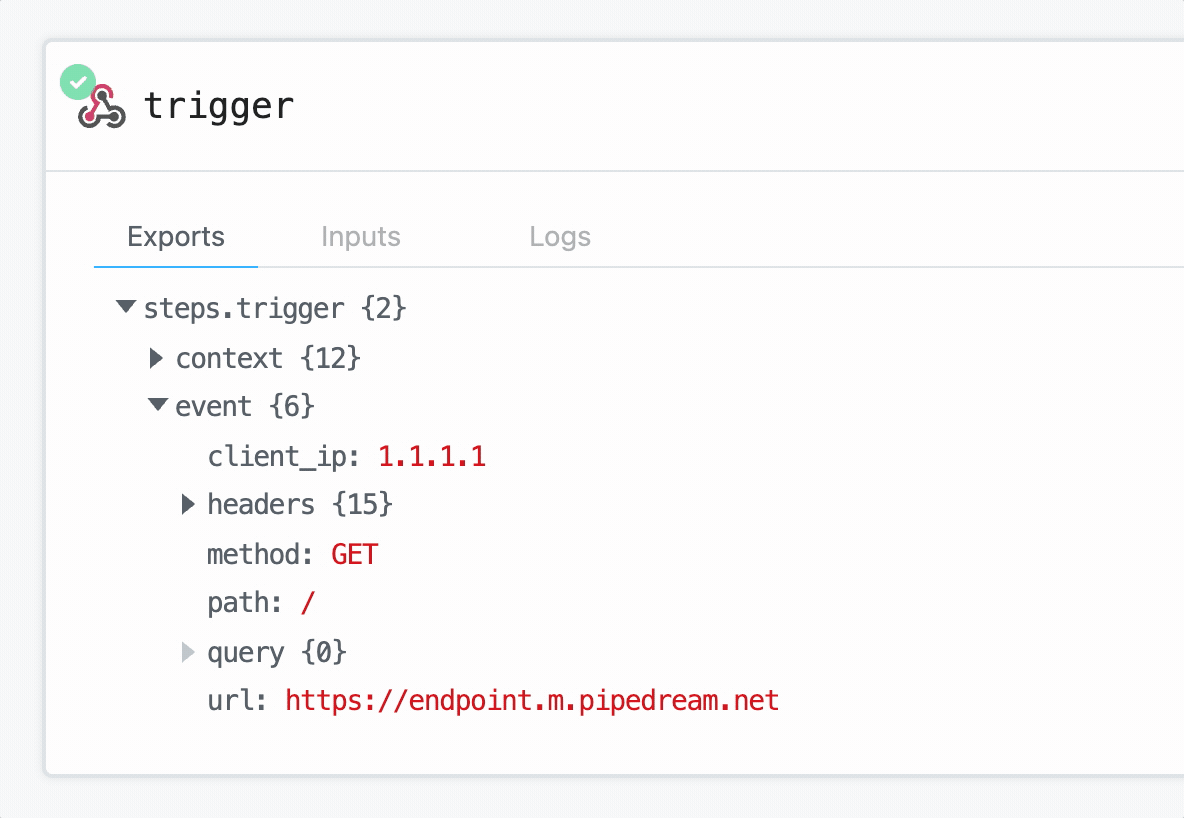 trigger
Exports Inputs Logs
steps.trigger {2}
context {12}
event {6}
client_ip: 1.1.1.1
headers {15}
method: GET
path: /
query {0}
url: https://endpoint.m.pipedream.net